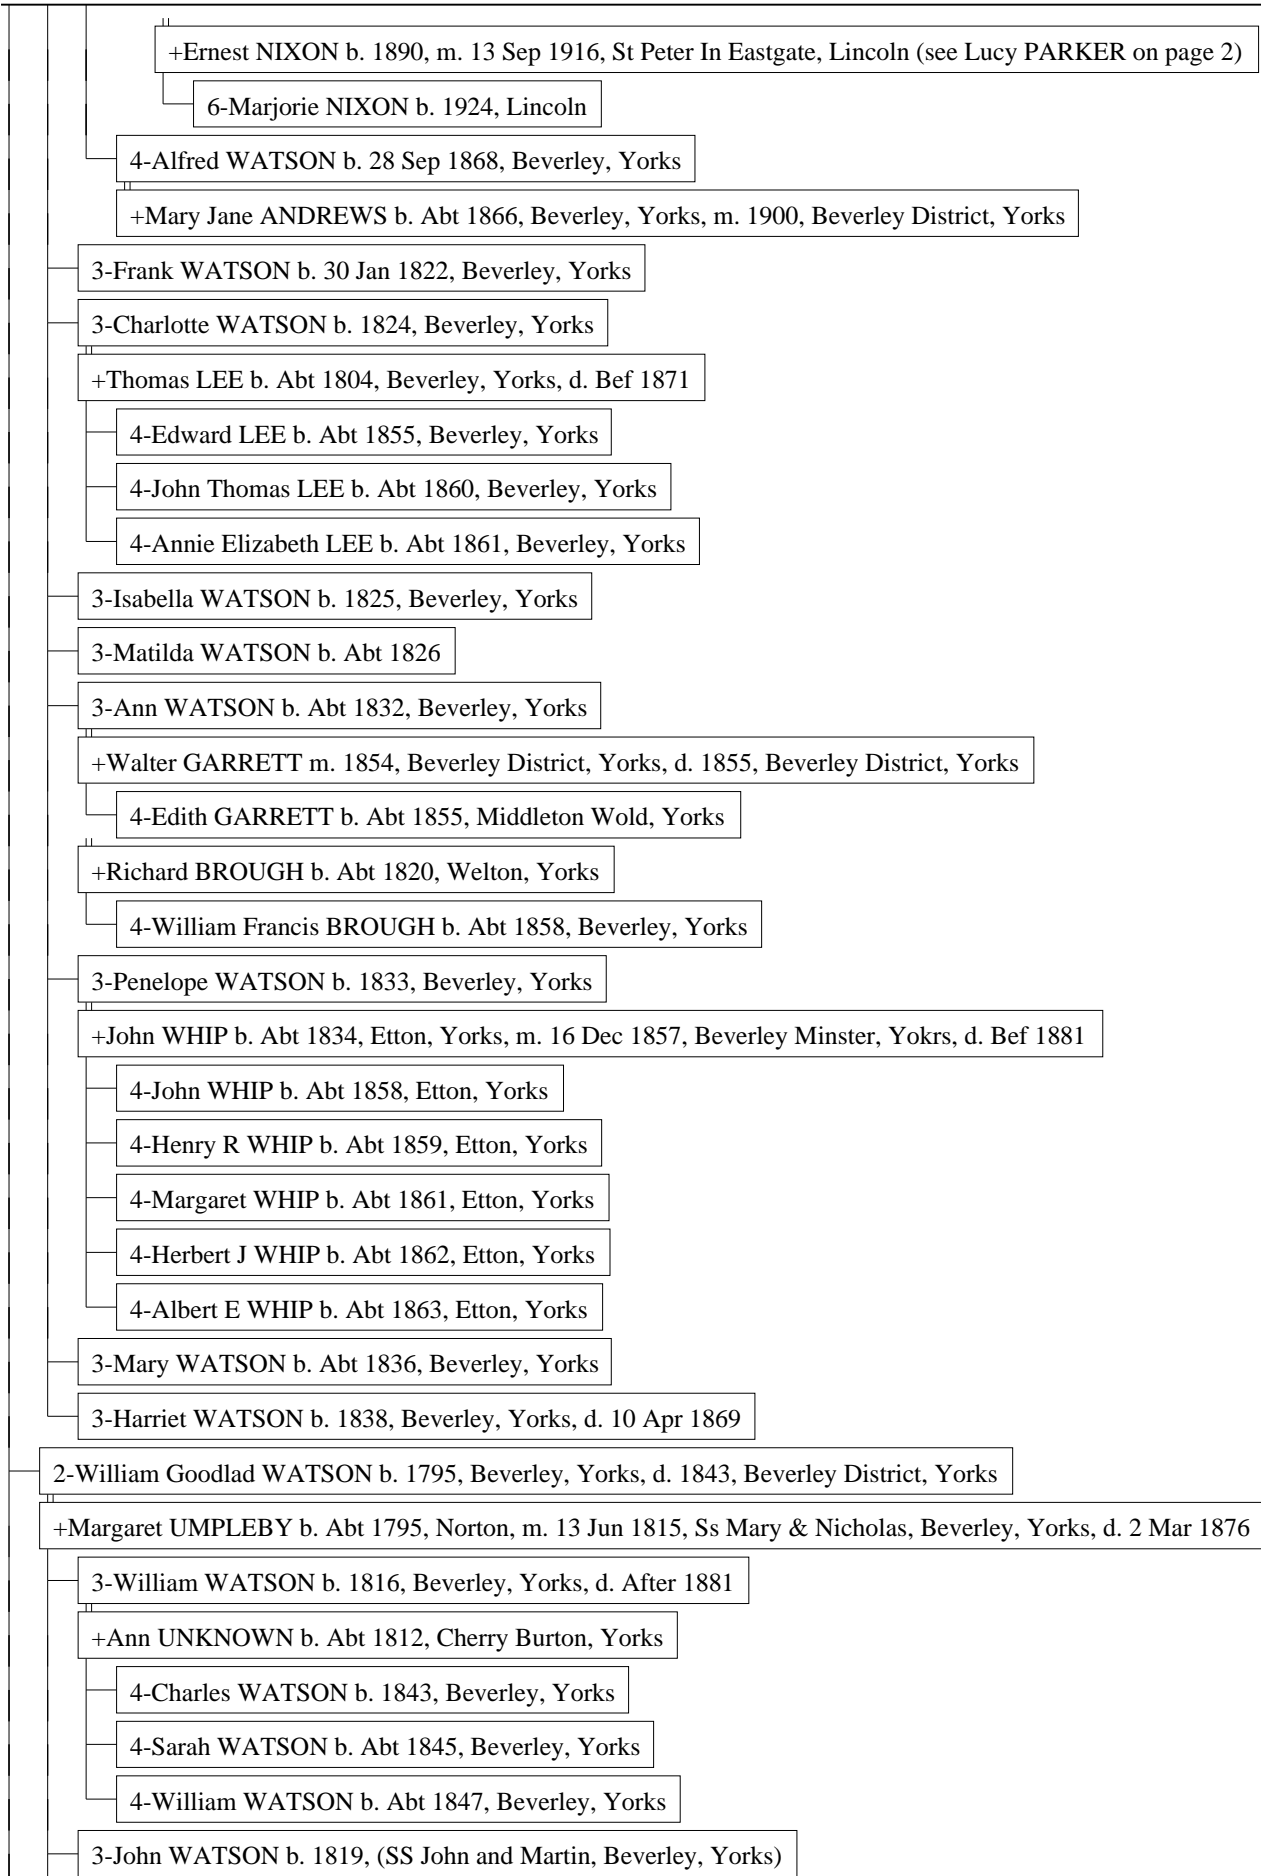 +Ernest NIXON b. 1890, m. 13 Sep 1916, St Peter In Eastgate, Lincoln (see Lucy PARKER on page 2)
6-Marjorie NIXON b. 1924, Lincoln
4-Alfred WATSON b. 28 Sep 1868, Beverley, Yorks
+Mary Jane ANDREWS b. Abt 1866, Beverley, Yorks, m. 1900, Beverley District, Yorks
3-Frank WATSON b. 30 Jan 1822, Beverley, Yorks
3-Charlotte WATSON b. 1824, Beverley, Yorks
+Thomas LEE b. Abt 1804, Beverley, Yorks, d. Bef 1871
4-Edward LEE b. Abt 1855, Beverley, Yorks
4-John Thomas LEE b. Abt 1860, Beverley, Yorks
4-Annie Elizabeth LEE b. Abt 1861, Beverley, Yorks
3-Isabella WATSON b. 1825, Beverley, Yorks
3-Matilda WATSON b. Abt 1826
3-Ann WATSON b. Abt 1832, Beverley, Yorks
+Walter GARRETT m. 1854, Beverley District, Yorks, d. 1855, Beverley District, Yorks
4-Edith GARRETT b. Abt 1855, Middleton Wold, Yorks
+Richard BROUGH b. Abt 1820, Welton, Yorks
4-William Francis BROUGH b. Abt 1858, Beverley, Yorks
3-Penelope WATSON b. 1833, Beverley, Yorks
+John WHIP b. Abt 1834, Etton, Yorks, m. 16 Dec 1857, Beverley Minster, Yokrs, d. Bef 1881
4-John WHIP b. Abt 1858, Etton, Yorks
4-Henry R WHIP b. Abt 1859, Etton, Yorks
4-Margaret WHIP b. Abt 1861, Etton, Yorks
4-Herbert J WHIP b. Abt 1862, Etton, Yorks
4-Albert E WHIP b. Abt 1863, Etton, Yorks
3-Mary WATSON b. Abt 1836, Beverley, Yorks
3-Harriet WATSON b. 1838, Beverley, Yorks, d. 10 Apr 1869
2-William Goodlad WATSON b. 1795, Beverley, Yorks, d. 1843, Beverley District, Yorks
+Margaret UMPLEBY b. Abt 1795, Norton, m. 13 Jun 1815, Ss Mary & Nicholas, Beverley, Yorks, d. 2 Mar 1876
3-William WATSON b. 1816, Beverley, Yorks, d. After 1881
+Ann UNKNOWN b. Abt 1812, Cherry Burton, Yorks
4-Charles WATSON b. 1843, Beverley, Yorks
4-Sarah WATSON b. Abt 1845, Beverley, Yorks
4-William WATSON b. Abt 1847, Beverley, Yorks
3-John WATSON b. 1819, (SS John and Martin, Beverley, Yorks)